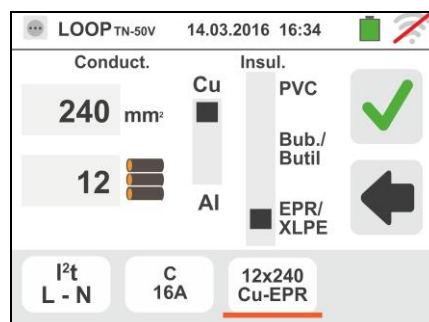 LOOP TN-50V 14.03.2016 16:34
Conduct. Insul.
Cu PVC
240 mm²
Bub./
Butil
12
Al EPR/
XLPE
I²t C 12x240
L - N 16A Cu-EPR